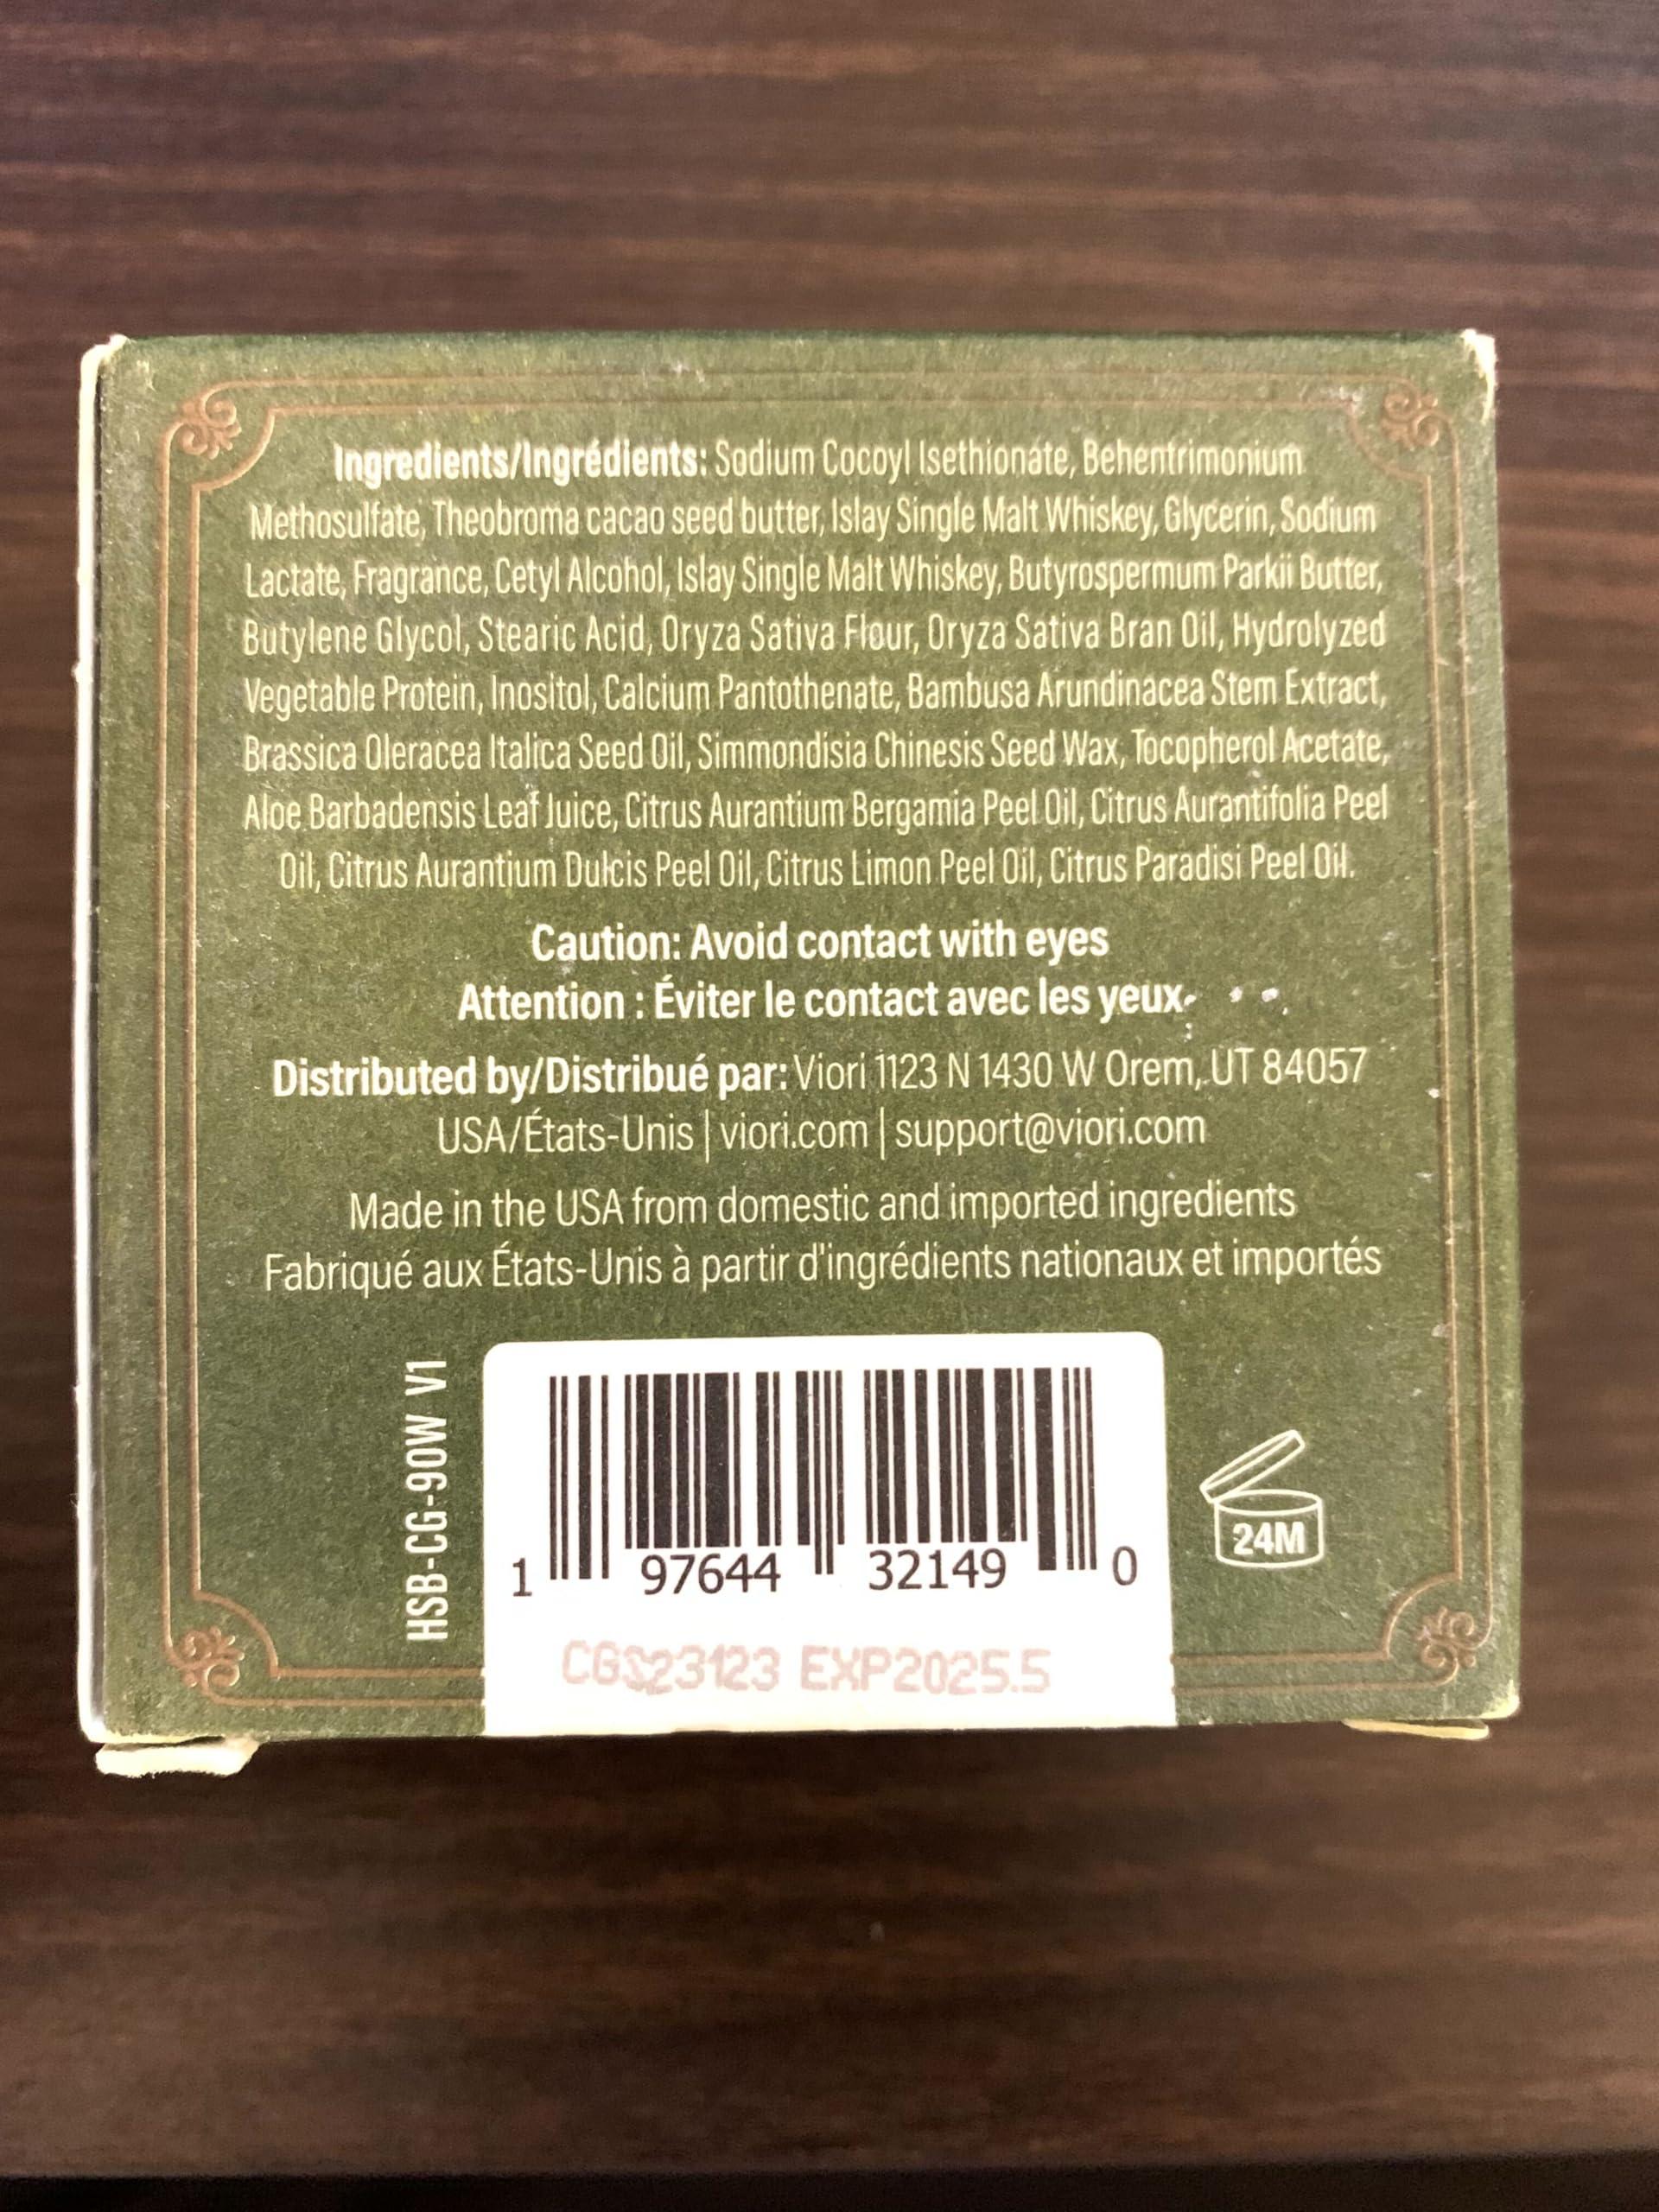 Ingredients/Ingrédients: Sodium Cocoyl Isethionate, Behentrimonium
Methosulfate, Theobroma cacao seed butter, Islay Single Malt Whiskey, Glycerin, Sodium
Lactate, Fragrance, Cetyl Alcohol, Islay Single Malt Whiskey, Butyrospermum Parkii Butter,
Butylene Glycol, Stearic Acid, Oryza Sativa Flour, Oryza Sativa Bran Oil, Hydrolyzed
Vegetable Protein, Inositol, Calcium Pantothenate, Bambusa Arundinacea Stem Extract,
Brassica Oleracea Italica Seed Oil, Simmondisia Chinesis Seed Wax, Tocopherol Acetate,
Aloe Barbadensis Leaf Juice, Citrus Aurantium Bergamia Peel Oil, Citrus Aurantifolia Peel
Oil, Citrus Aurantium Dulcis Peel Oil, Citrus Limon Peel Oil, Citrus Paradisi Peel Oil.
Caution: Avoid contact with eyes
Attention : Éviter le contact avec les yeux
Distributed by/Distribué par: Viori 1123 N 1430 W Orem, UT 84057
USA/États-Unis | viori.com | support@viori.com
Made in the USA from domestic and imported ingredients
Fabriqué aux États-Unis à partir d'ingrédients nationaux et importés
HSB-CG-90W V1
1 97644 32149 0
24M
CGS23123 EXP2025.5